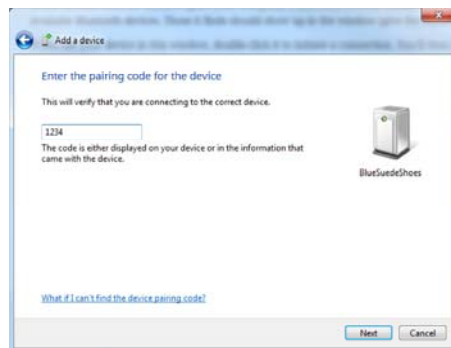 Add a device
Enter the pairing code for the device
This will verify that you are connecting to the correct device.
1234
The code is either displayed on your device or in the information that
came with the device.
BlueSuedeShoes
What if I can't find the device pairing code?
Next
Cancel